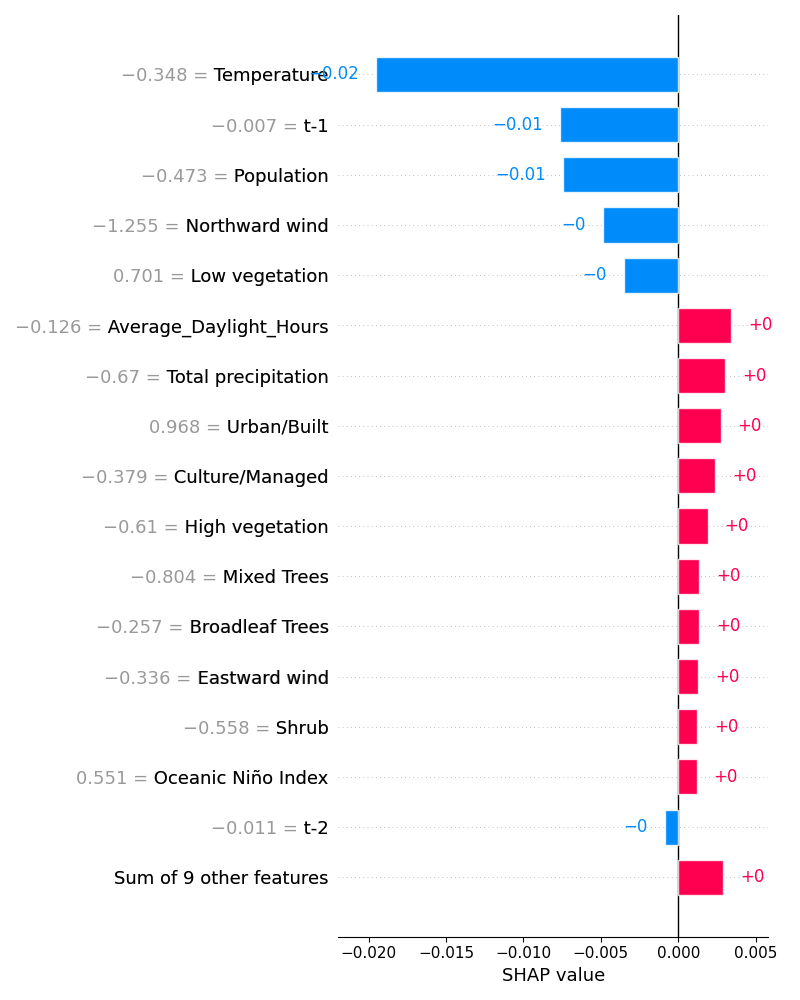 −0.348 = Temperature −0.02
−0.007 = t-1 −0.01
−0.473 = Population −0.01
−1.255 = Northward wind −0
0.701 = Low vegetation −0
−0.126 = Average_Daylight_Hours +0
−0.67 = Total precipitation +0
0.968 = Urban/Built +0
−0.379 = Culture/Managed +0
−0.61 = High vegetation +0
−0.804 = Mixed Trees +0
−0.257 = Broadleaf Trees +0
−0.336 = Eastward wind +0
−0.558 = Shrub +0
0.551 = Oceanic Niño Index +0
−0.011 = t-2 −0
Sum of 9 other features +0
−0.020 −0.015 −0.010 −0.005 0.000 0.005
SHAP value